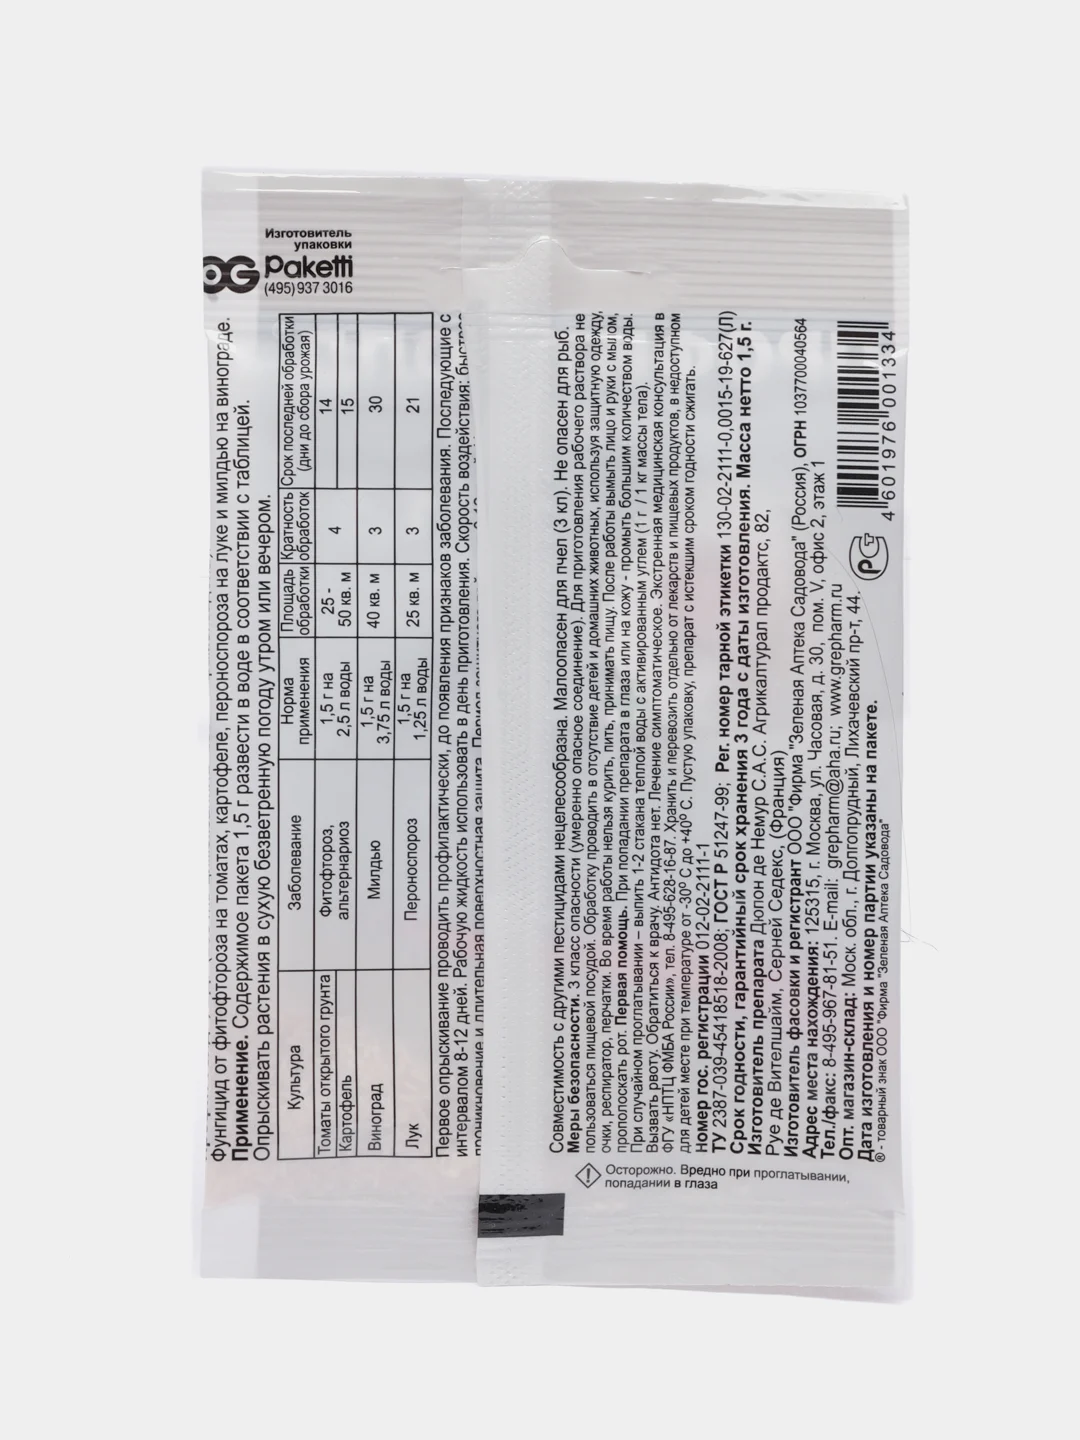 Изготовитель
упаковки
Paketti
(495) 937 3016
Фунгицид от фитофтороза на томатах, картофеле, пероноспороза на луке и милдью на винограде.
Применение. Содержимое пакета 1,5 г развести в воде в соответствии с таблицей.
Опрыскивать растения в сухую безветренную погоду утром или вечером.
Культура Заболевание Норма применения Площадь обработки Кратность обработок Срок последней обработки (дни до сбора урожая)
Томаты открытого грунта Фитофтороз, альтернариоз 1,5 г на 2,5 л воды 25 - 50 кв. м 4 14
Картофель 15
Виноград Милдью 1,5 г на 3,75 л воды 40 кв. м 3 30
Лук Пероноспороз 1,5 г на 1,25 л воды 25 кв. м 3 21
Первое опрыскивание проводить профилактически, до появления признаков заболевания. Последующие с
интервалом 8-12 дней. Рабочую жидкость использовать в день приготовления. Скорость воздействия: быстрое
проникновение и длительная поверхностная защита.
Совместимость с другими пестицидами нецелесообразна. Малоопасен для пчел (3 кл). Не опасен для рыб.
Меры безопасности. 3 класс опасности (умеренно опасное соединение). Для приготовления рабочего раствора не
пользоваться пищевой посудой. Обработку проводить в отсутствие детей и домашних животных, используя защитную одежду,
очки, респиратор, перчатки. Во время работы нельзя курить, пить, принимать пищу. После работы вымыть лицо и руки с мылом,
прополоскать рот. Первая помощь. При попадании препарата в глаза или на кожу - промыть большим количеством воды.
При случайном проглатывании – выпить 1-2 стакана теплой воды с активированным углем (1 г / 1 кг массы тела).
Вызвать рвоту. Обратиться к врачу. Антидота нет. Лечение симптоматическое. Экстренная медицинская консультация в
ФГУ «НПТЦ ФМБА России», тел. 8-495-628-16-87. Хранить и перевозить отдельно от лекарств и пищевых продуктов, в недоступном
для детей месте при температуре от -30° С до +40° С. Пустую упаковку, препарат с истекшим сроком годности сжигать.
Номер гос. регистрации 012-02-2111-1
ТУ 2387-039-45418518-2008; ГОСТ Р 51247-99; Рег. номер тарной этикетки 130-02-2111-0,0015-19-627(Л)
Срок годности, гарантийный срок хранения 3 года с даты изготовления. Масса нетто 1,5 г.
Изготовитель препарата Дюпон де Немур С.А.С. Агрикалтурал продактс, 82,
Руе де Вителшайм, Серней Седекс, (Франция)
Изготовитель фасовки и регистрант ООО "Фирма "Зеленая Аптека Садовода" (Россия), ОГРН 1037700040564
Адрес места нахождения: 125315, г. Москва, ул. Часовая, д. 30, пом. V, офис 2, этаж 1
Тел./факс: 8-495-967-81-51. E-mail: grepharm@aha.ru; www.grepharm.ru
Опт. магазин-склад: Моск. обл., г. Долгопрудный, Лихачевский пр-т, 44.
Дата изготовления и номер партии указаны на пакете.
® - товарный знак ООО "Фирма "Зеленая Аптека Садовода"
4 601976 001334
Осторожно. Вредно при проглатывании,
попадании в глаза